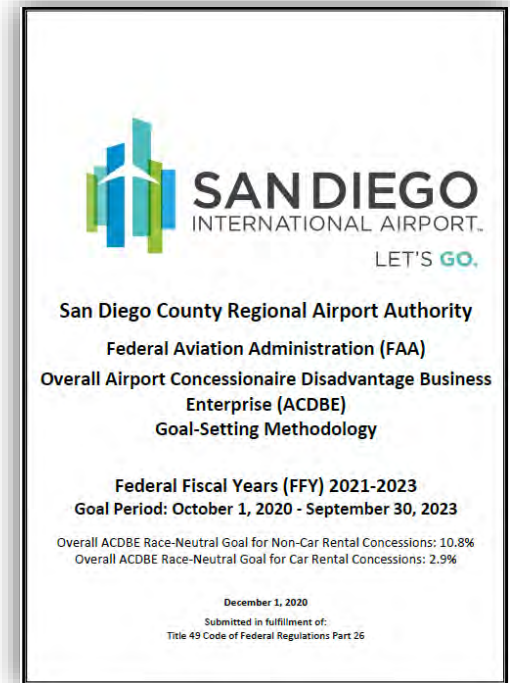 SAN DIEGO
INTERNATIONAL AIRPORT™
LET'S GO.
San Diego County Regional Airport Authority
Federal Aviation Administration (FAA)
Overall Airport Concessionaire Disadvantage Business
Enterprise (ACDBE)
Goal-Setting Methodology
Federal Fiscal Years (FFY) 2021-2023
Goal Period: October 1, 2020 - September 30, 2023
Overall ACDBE Race-Neutral Goal for Non-Car Rental Concessions: 10.8%
Overall ACDBE Race-Neutral Goal for Car Rental Concessions: 2.9%
December 1, 2020
Submitted in fulfillment of:
Title 49 Code of Federal Regulations Part 26